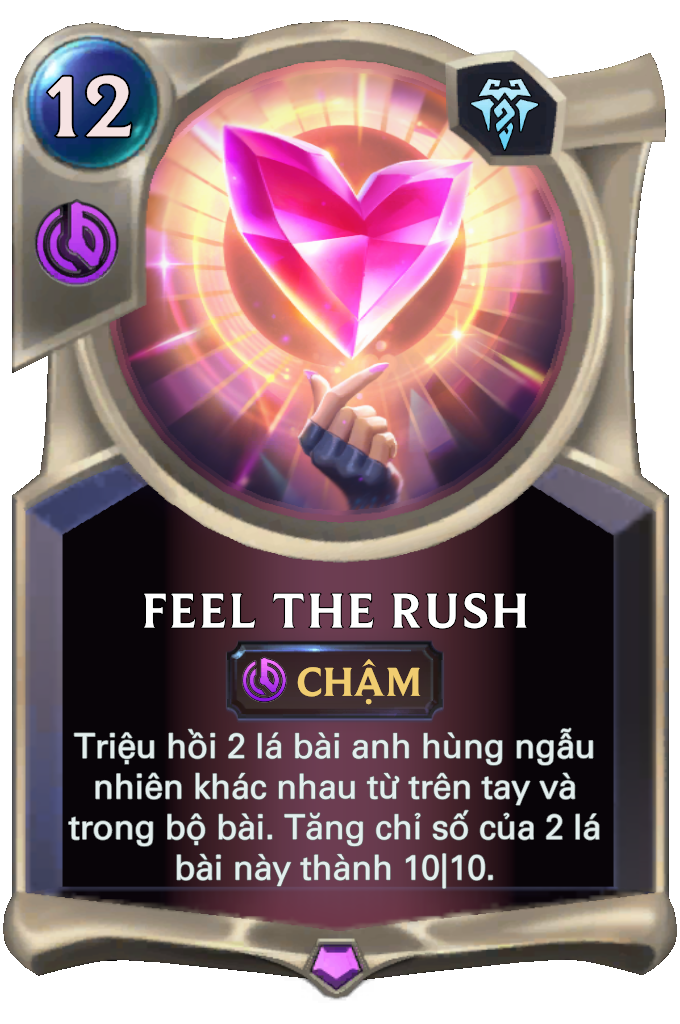 12
FEEL THE RUSH
CHẬM
Triệu hồi 2 lá bài anh hùng ngẫu
nhiên khác nhau từ trên tay và
trong bộ bài. Tăng chỉ số của 2 lá
bài này thành 10|10.